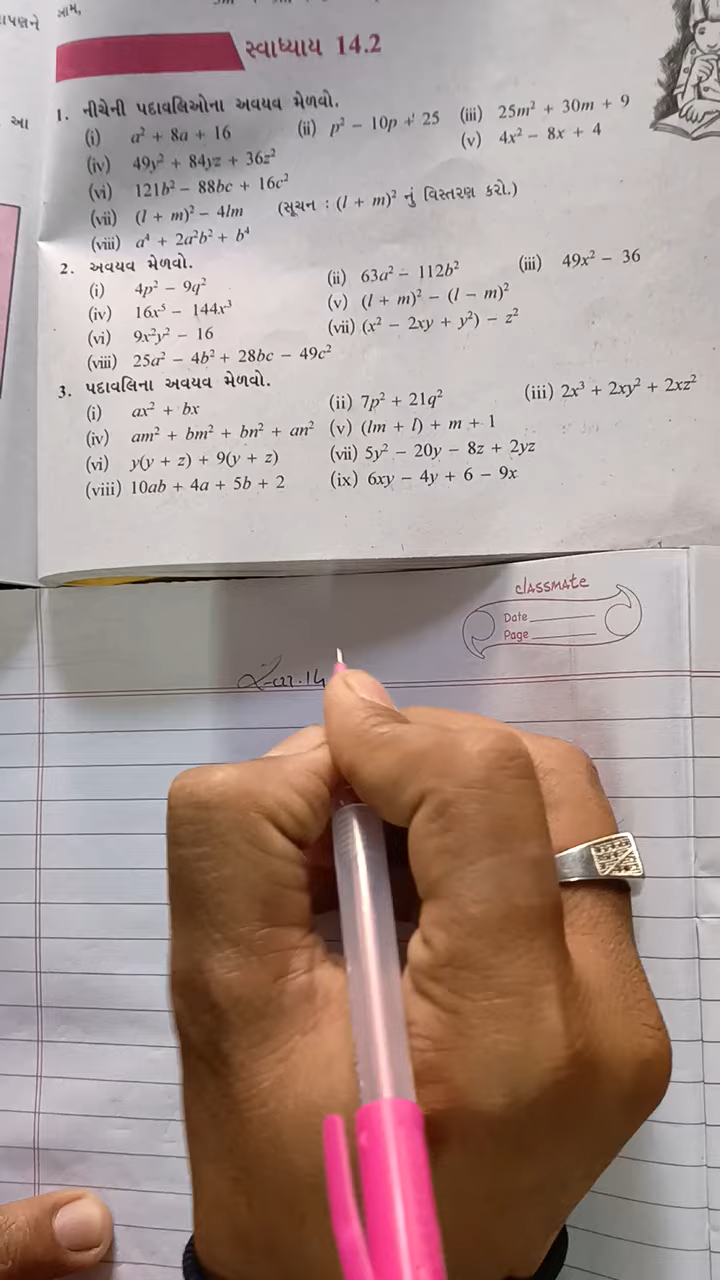 આમ,
ાપણને
સ્વાધ્યાય 14.2
આ
1. નીચેની પદાવલિઓના અવયવ મેળવો.
(i) a² + 8a + 16 (ii) p² − 10p + 25 (iii) 25m² + 30m + 9
(iv) 49y² + 84yz + 36z² (v) 4x² − 8x + 4
(vi) 121b² − 88bc + 16c²
(vii) (l + m)² − 4lm (સૂચન : (l + m)² નું વિસ્તરણ કરો.)
(viii) a⁴ + 2a²b² + b⁴
2. અવયવ મેળવો.
(i) 4p² − 9q² (ii) 63a² − 112b² (iii) 49x² − 36
(iv) 16x⁵ − 144x³ (v) (l + m)² − (l − m)²
(vi) 9x²y² − 16 (vii) (x² − 2xy + y²) − z²
(viii) 25a² − 4b² + 28bc − 49c²
3. પદાવલિના અવયવ મેળવો.
(i) ax² + bx (ii) 7p² + 21q² (iii) 2x³ + 2xy² + 2xz²
(iv) am² + bm² + bn² + an² (v) (lm + l) + m + 1
(vi) y(y + z) + 9(y + z) (vii) 5y² − 20y − 8z + 2yz
(viii) 10ab + 4a + 5b + 2 (ix) 6xy − 4y + 6 − 9x
classmate
Date
Page
14